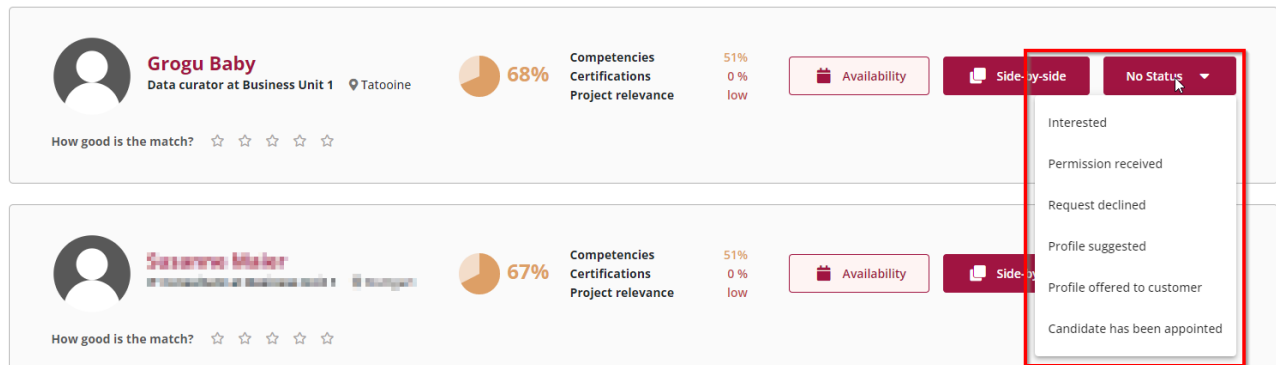 Grogu Baby
Data curator at Business Unit 1 Tatooine
68%
Competencies 51%
Certifications 0 %
Project relevance low
Availability
Side-by-side
No Status
How good is the match?
Interested
Permission received
Request declined
Profile suggested
Profile offered to customer
Candidate has been appointed
67%
Competencies 51%
Certifications 0 %
Project relevance low
Availability
Side-by
How good is the match?